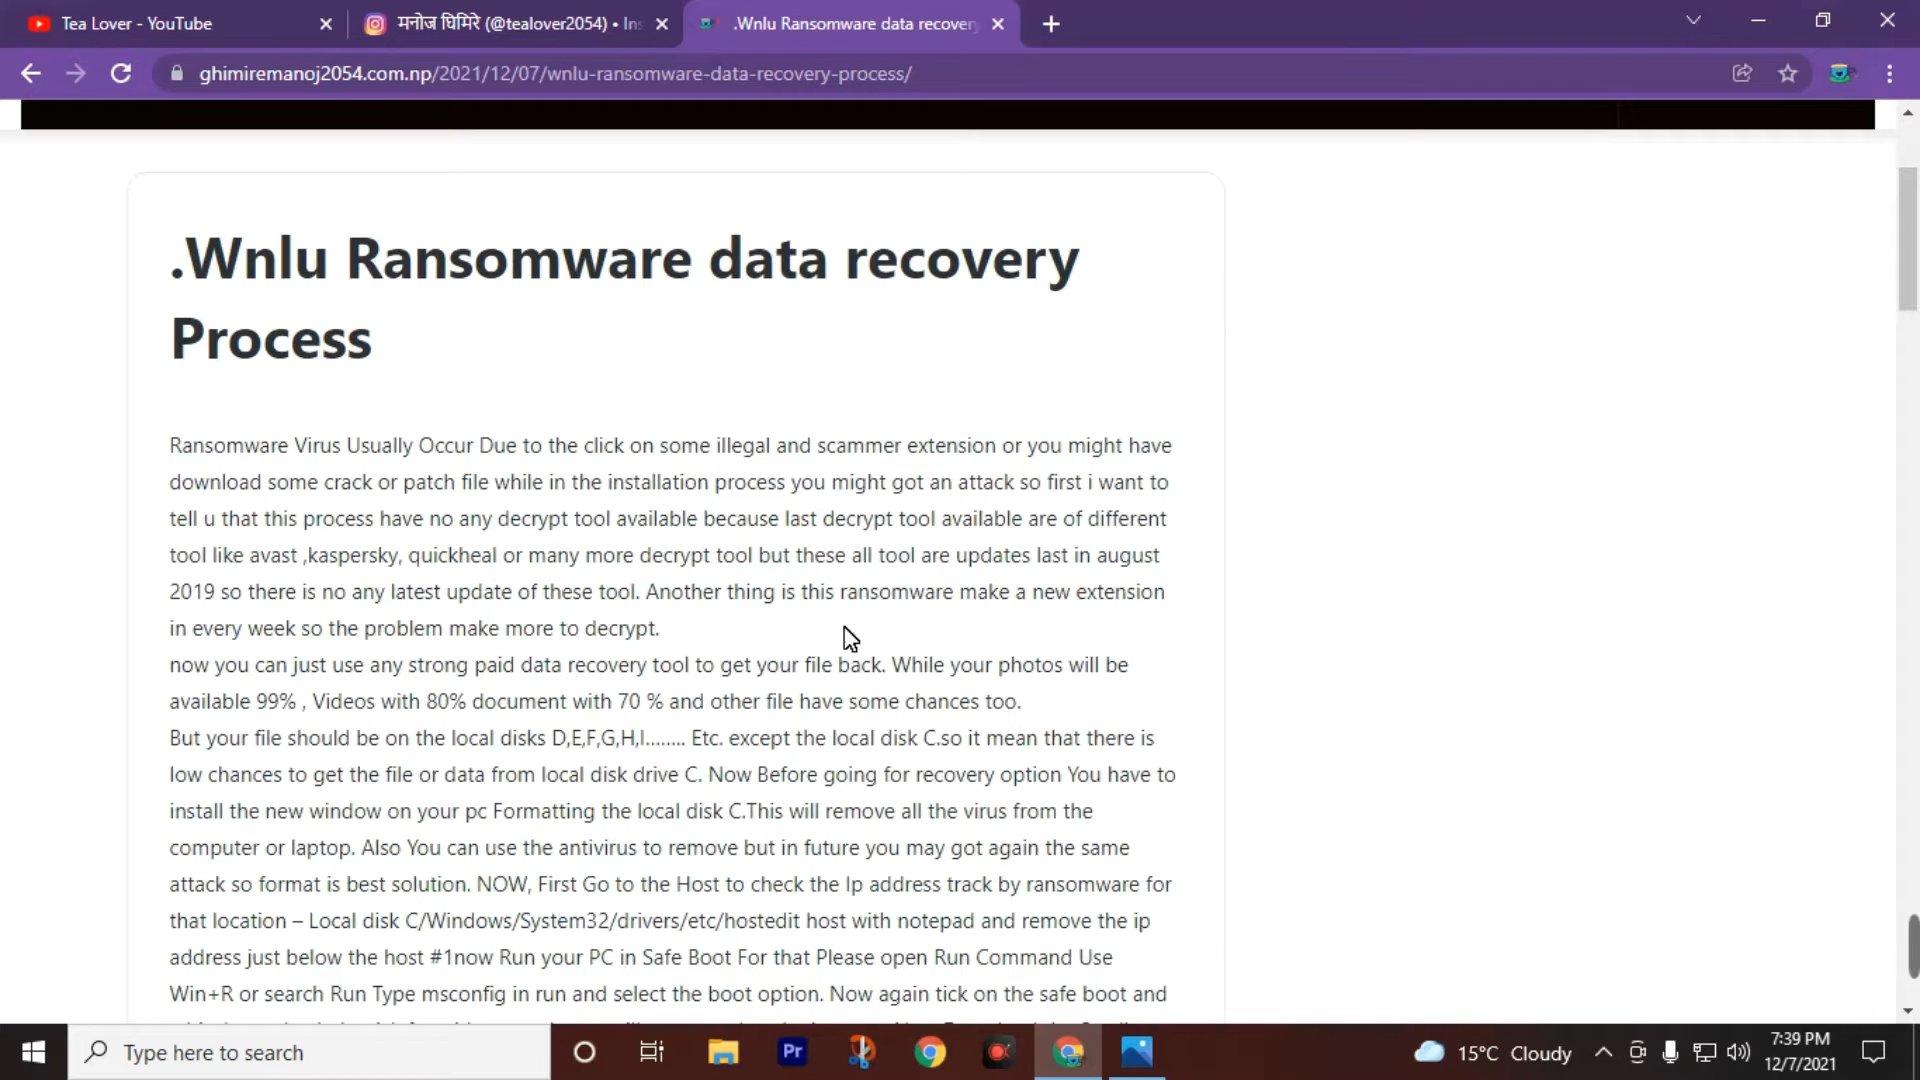 Tea Lover - YouTube
मनोज घिमिरे (@tealover2054) • Ins
.Wnlu Ransomware data recovery
ghimiremanoj2054.com.np/2021/12/07/wnlu-ransomware-data-recovery-process/
.Wnlu Ransomware data recovery
Process
Ransomware Virus Usually Occur Due to the click on some illegal and scammer extension or you might have
download some crack or patch file while in the installation process you might got an attack so first i want to
tell u that this process have no any decrypt tool available because last decrypt tool available are of different
tool like avast ,kaspersky, quickheal or many more decrypt tool but these all tool are updates last in august
2019 so there is no any latest update of these tool. Another thing is this ransomware make a new extension
in every week so the problem make more to decrypt.
now you can just use any strong paid data recovery tool to get your file back. While your photos will be
available 99% , Videos with 80% document with 70 % and other file have some chances too.
But your file should be on the local disks D,E,F,G,H,I........ Etc. except the local disk C.so it mean that there is
low chances to get the file or data from local disk drive C. Now Before going for recovery option You have to
install the new window on your pc Formatting the local disk C.This will remove all the virus from the
computer or laptop. Also You can use the antivirus to remove but in future you may got again the same
attack so format is best solution. NOW, First Go to the Host to check the Ip address track by ransomware for
that location – Local disk C/Windows/System32/drivers/etc/hostedit host with notepad and remove the ip
address just below the host #1now Run your PC in Safe Boot For that Please open Run Command Use
Win+R or search Run Type msconfig in run and select the boot option. Now again tick on the safe boot and
Type here to search
Pr
15°C Cloudy
7:39 PM
12/7/2021